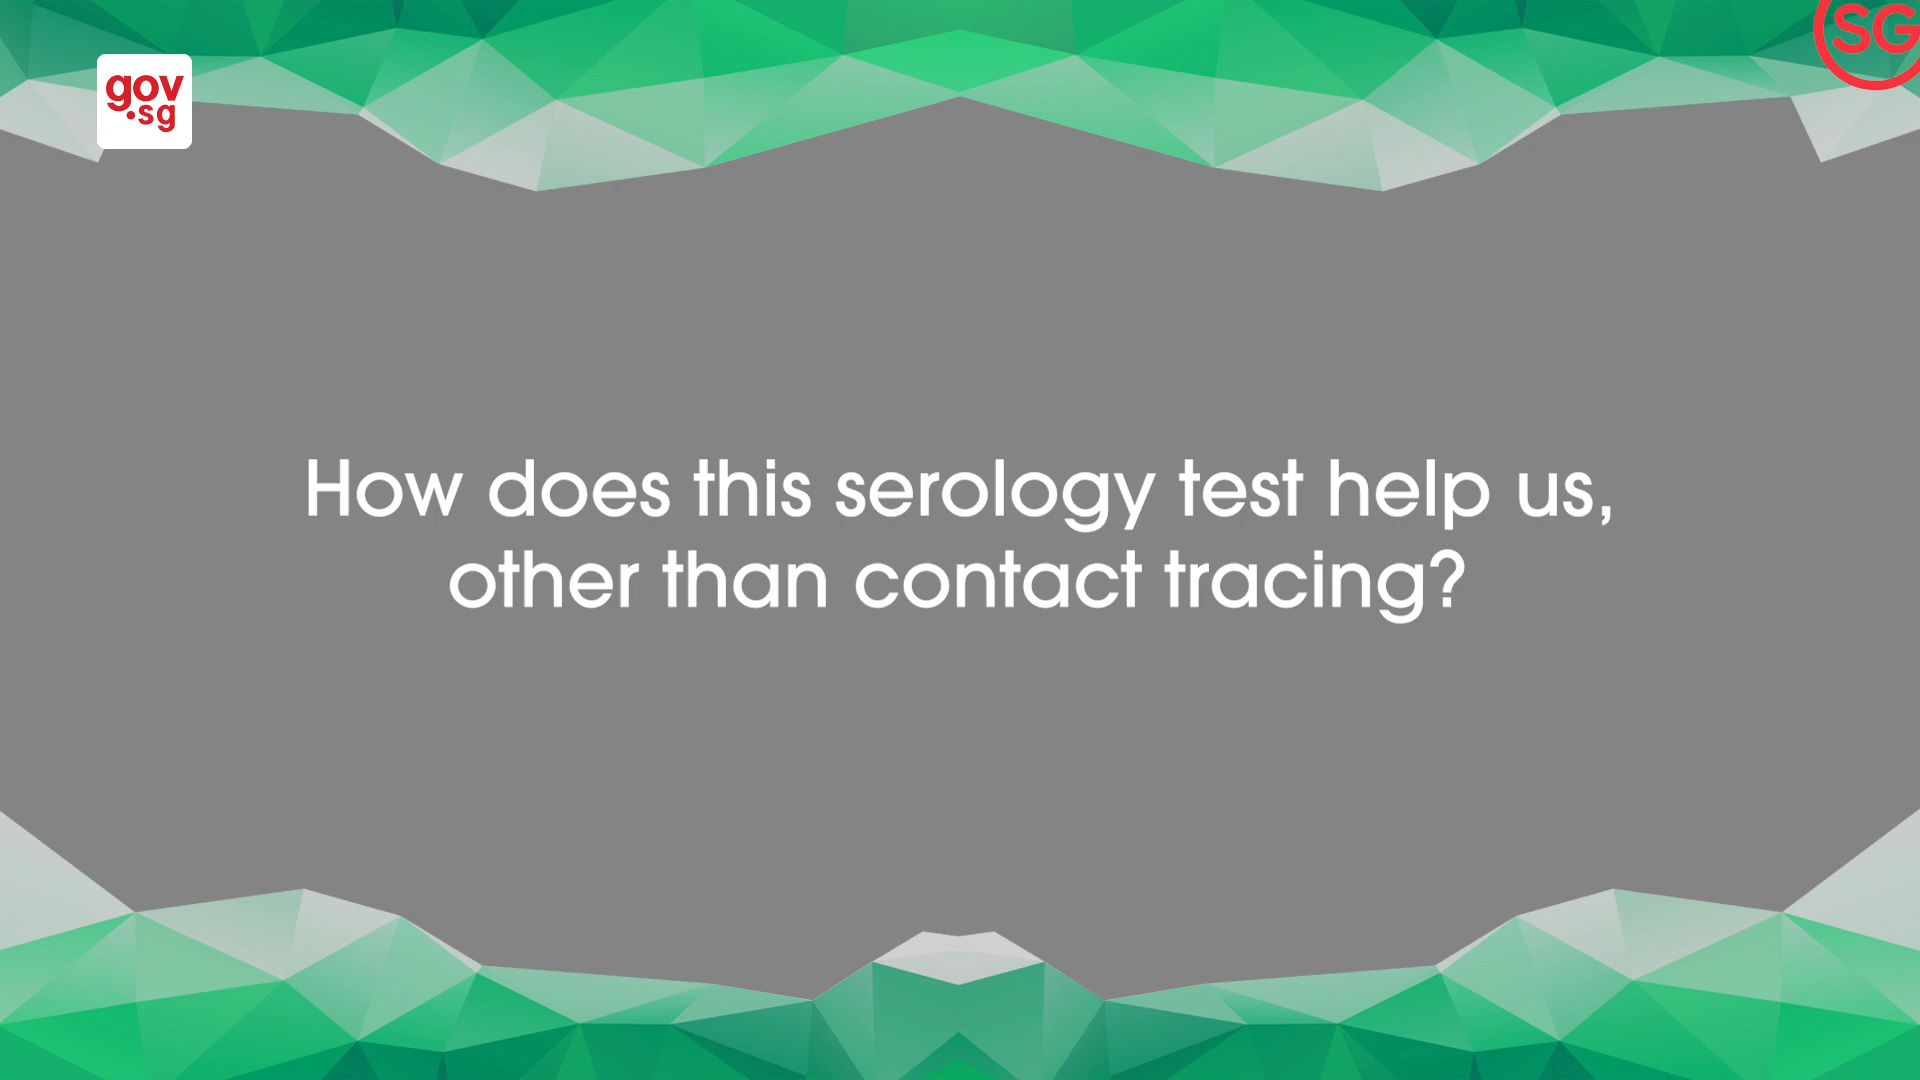 gov
.sg
SG
How does this serology test help us,
other than contact tracing?